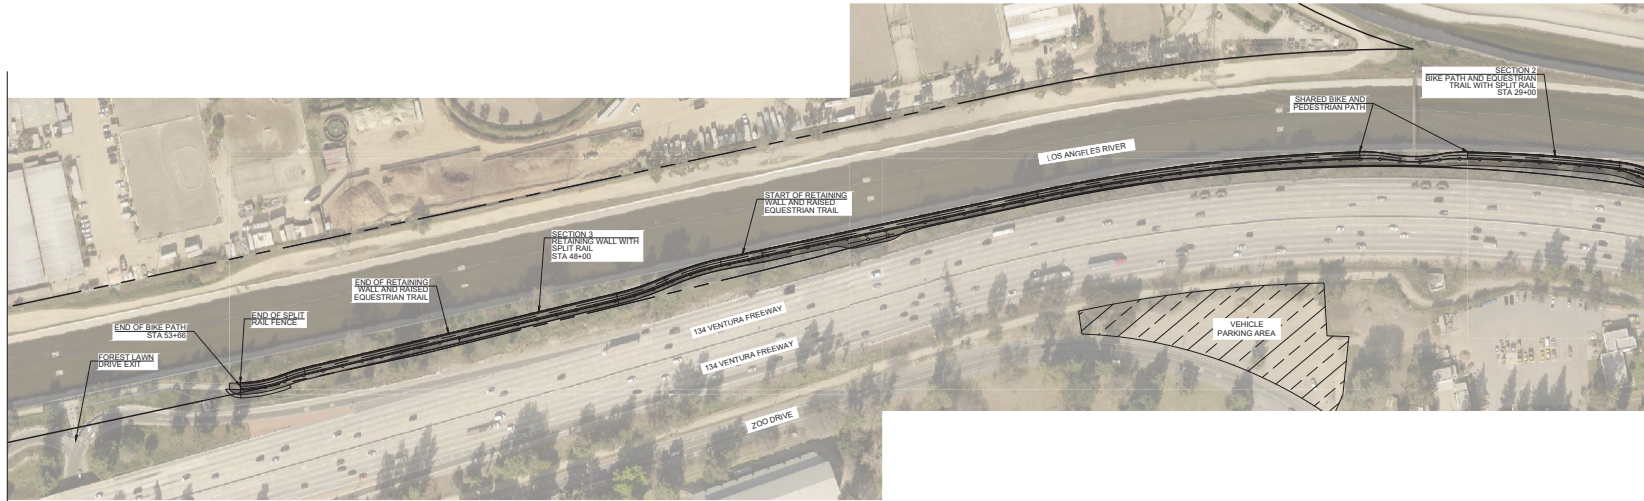 SECTION 2
BIKE PATH AND EQUESTRIAN
TRAIL WITH SPLIT RAIL
STA 29+00
SHARED BIKE AND
PEDESTRIAN PATH
LOS ANGELES RIVER
START OF RETAINING
WALL AND RAISED
EQUESTRIAN TRAIL
SECTION 3
RETAINING WALL WITH
SPLIT RAIL
STA 48+00
END OF RETAINING
WALL AND RAISED
EQUESTRIAN TRAIL
END OF SPLIT
RAIL FENCE
END OF BIKE PATH
STA 53+66
FOREST LAWN
DRIVE EXIT
134 VENTURA FREEWAY
134 VENTURA FREEWAY
VEHICLE
PARKING AREA
ZOO DRIVE